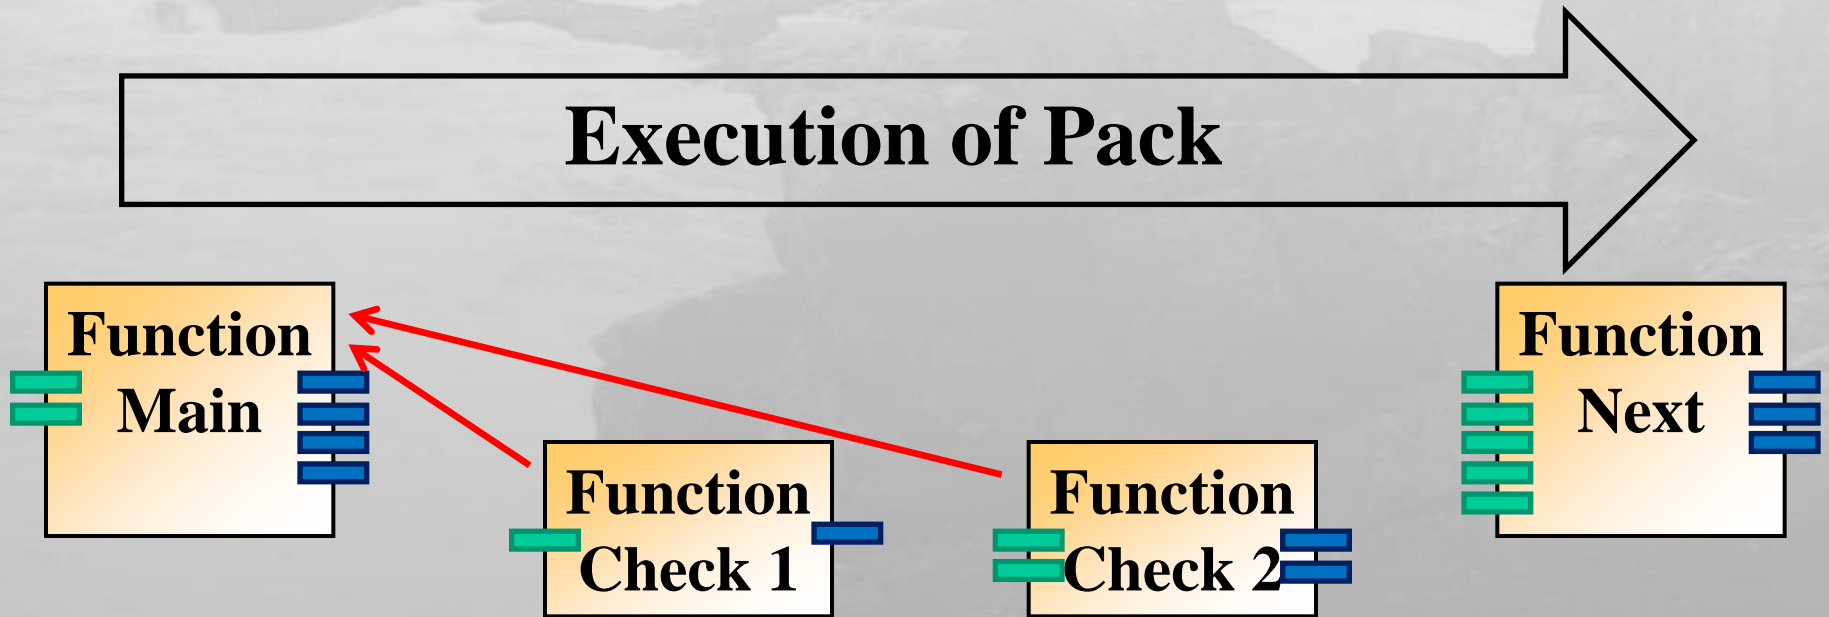 Execution of Pack
Function
Main
Function
Check 1
Function
Check 2
Function
Next